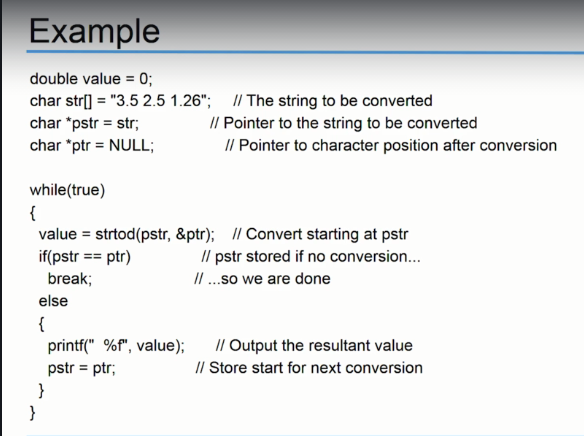 Example
double value = 0;
char str[] = "3.5 2.5 1.26"; // The string to be converted
char *pstr = str; // Pointer to the string to be converted
char *ptr = NULL; // Pointer to character position after conversion
while(true)
{
value = strtod(pstr, &ptr); // Convert starting at pstr
if(pstr == ptr) // pstr stored if no conversion...
break; // ...so we are done
else
{
printf(" %f", value); // Output the resultant value
pstr = ptr; // Store start for next conversion
}
}